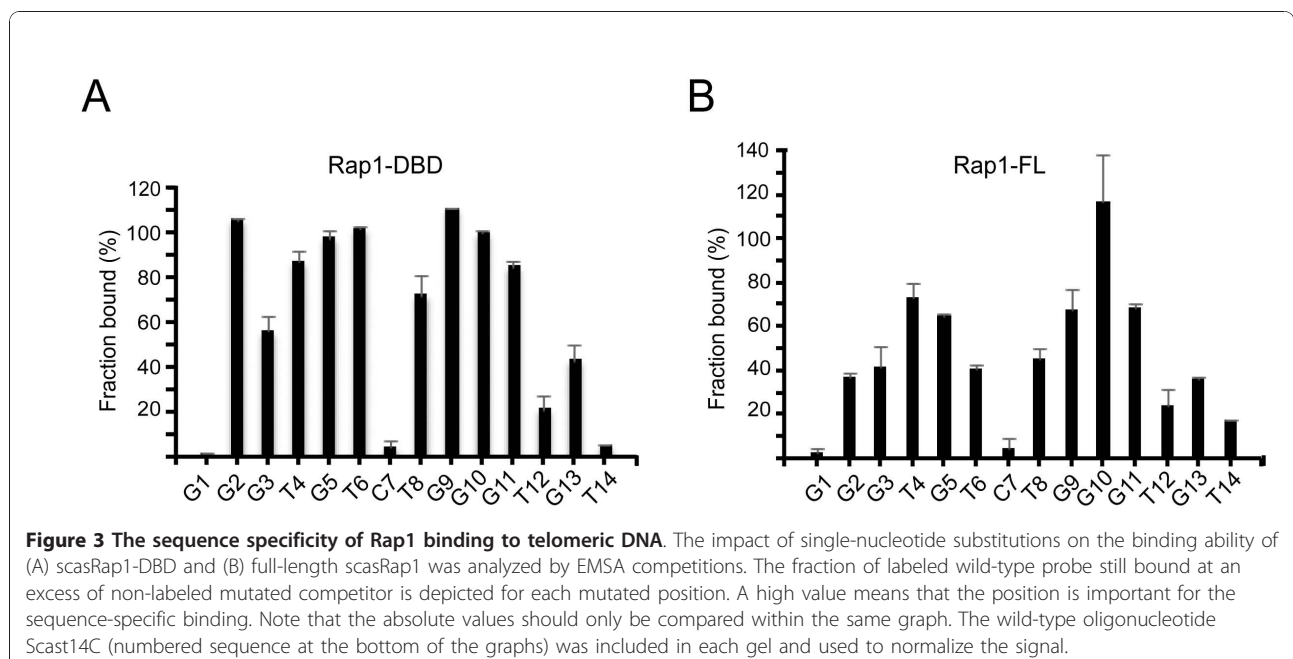 A
B
Rap1-DBD
Rap1-FL
Fraction bound (%)
120
100
80
60
40
20
G1 G2 G3 T4 G5 T6 C7 T8 G9 G10 G11 T12 G13 T14
Fraction bound (%)
140
120
100
80
60
40
20
G1 G2 G3 T4 G5 T6 C7 T8 G9 G10 G11 T12 G13 T14
Figure 3 The sequence specificity of Rap1 binding to telomeric DNA. The impact of single-nucleotide substitutions on the binding ability of
(A) scasRap1-DBD and (B) full-length scasRap1 was analyzed by EMSA competitions. The fraction of labeled wild-type probe still bound at an
excess of non-labeled mutated competitor is depicted for each mutated position. A high value means that the position is important for the
sequence-specific binding. Note that the absolute values should only be compared within the same graph. The wild-type oligonucleotide
Scast14C (numbered sequence at the bottom of the graphs) was included in each gel and used to normalize the signal.